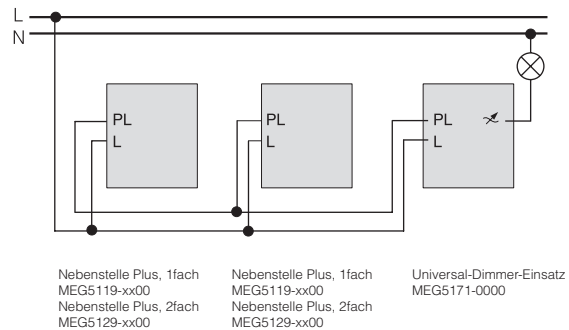 L
N
PL
L
PL
L
PL
L
Nebenstelle Plus, 1fach
MEG5119-xx00
Nebenstelle Plus, 2fach
MEG5129-xx00
Nebenstelle Plus, 1fach
MEG5119-xx00
Nebenstelle Plus, 2fach
MEG5129-xx00
Universal-Dimmer-Einsatz
MEG5171-0000